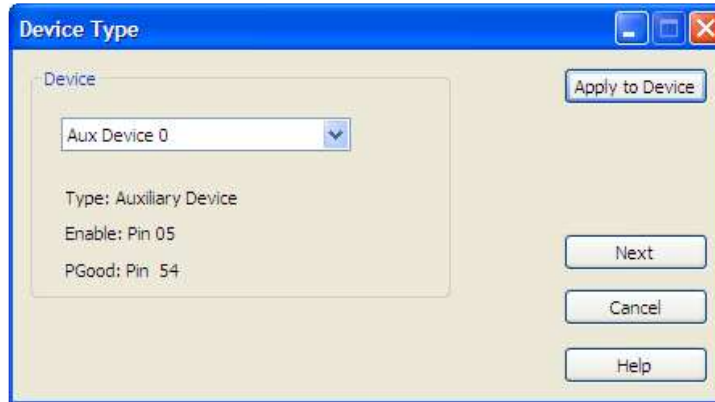 Device Type
Device
Apply to Device
Aux Device 0
Type: Auxiliary Device
Enable: Pin 05
PGood: Pin  54
Next
Cancel
Help